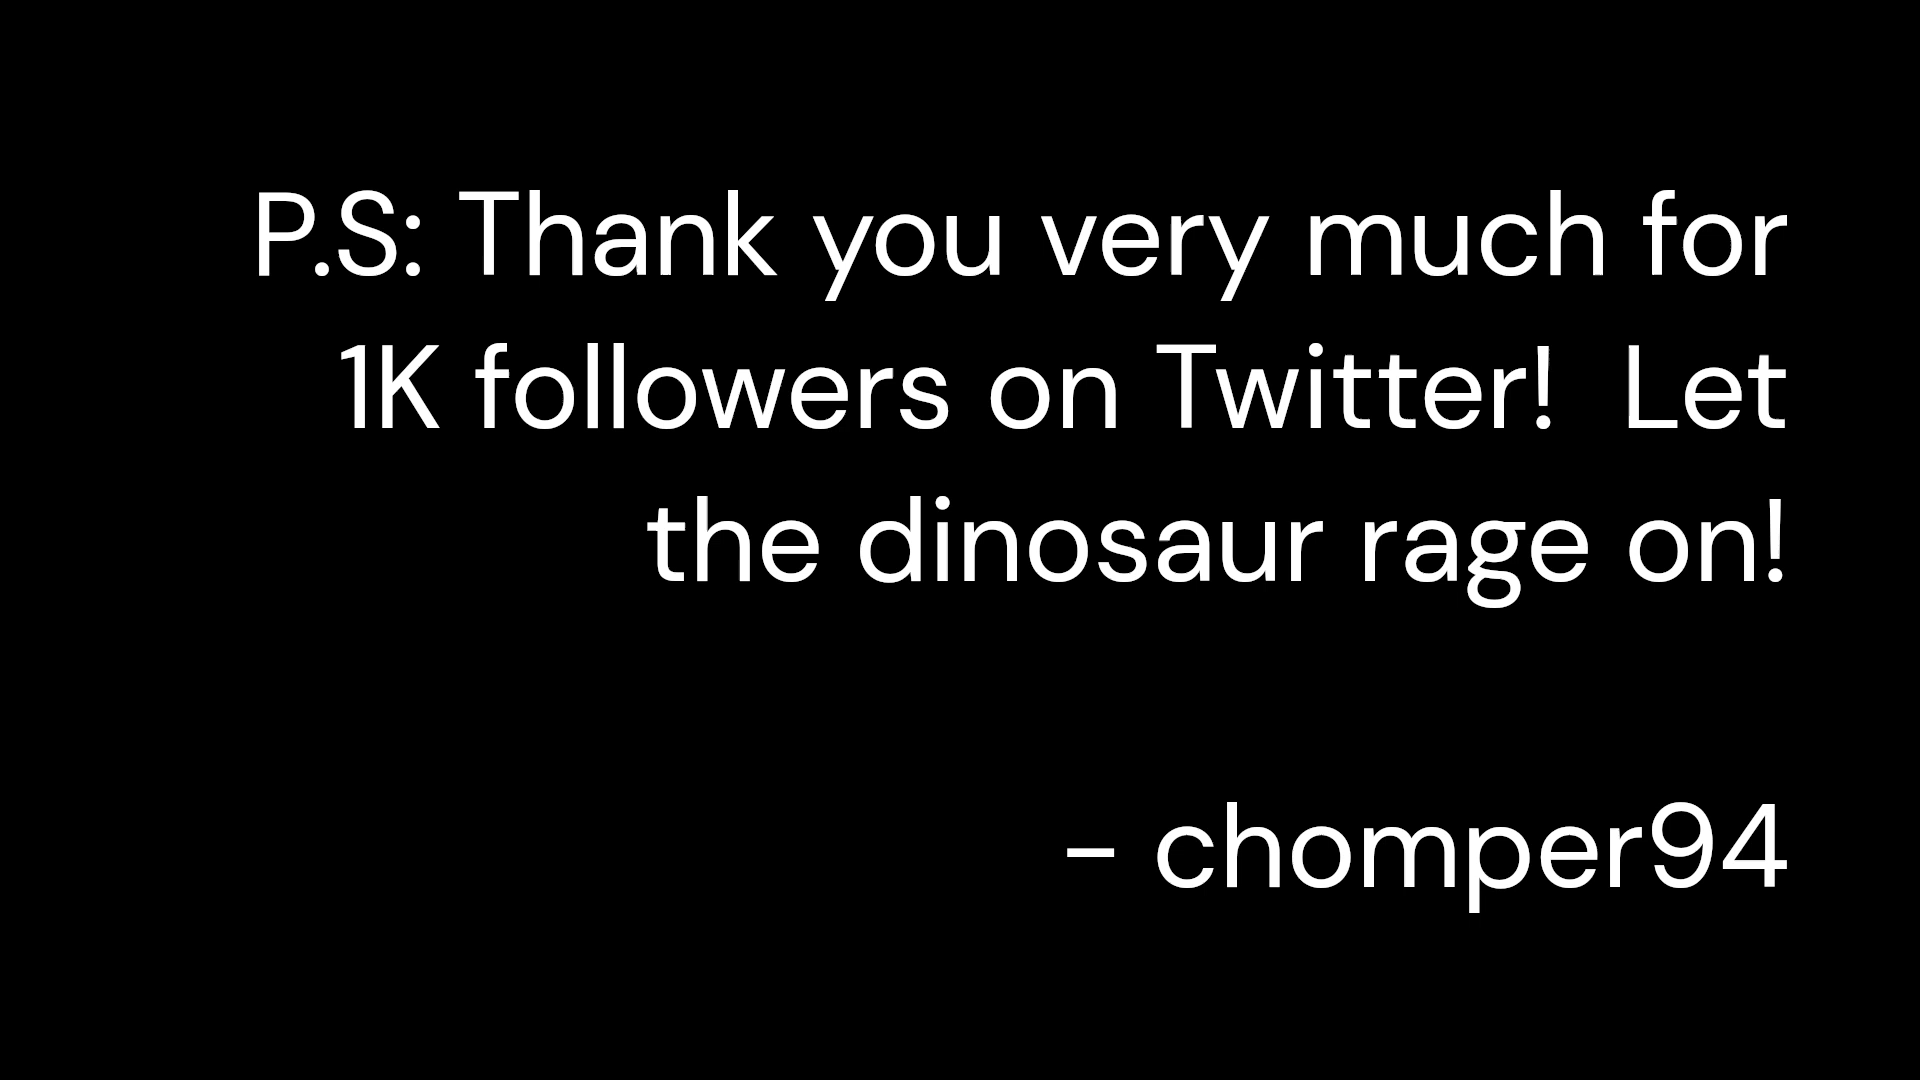 P.S: Thank you very much for
1K followers on Twitter!  Let
the dinosaur rage on!
- chomper94